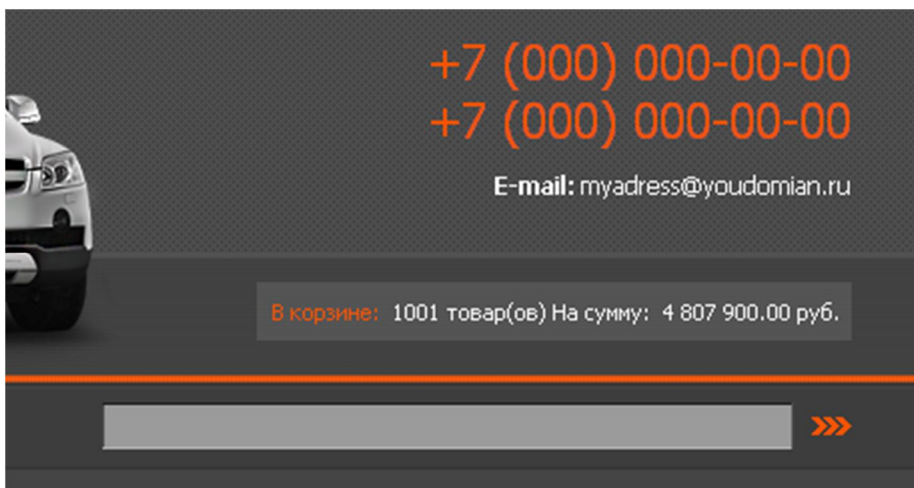 +7 (000) 000-00-00
+7 (000) 000-00-00
E-mail: myadress@youdomian.ru
В корзине: 1001 товар(ов) На сумму: 4 807 900.00 руб.